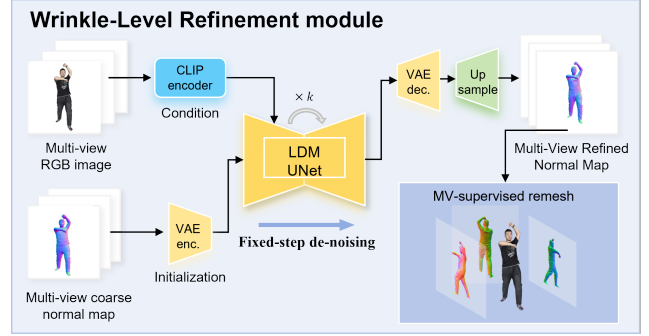 Wrinkle-Level Refinement module
CLIP
encoder
Condition
Multi-view
RGB image
× k
LDM
UNet
VAE
dec.
Up
sample
Multi-View Refined
Normal Map
VAE
enc.
Initialization
Multi-view coarse
normal map
Fixed-step de-noising
MV-supervised remesh